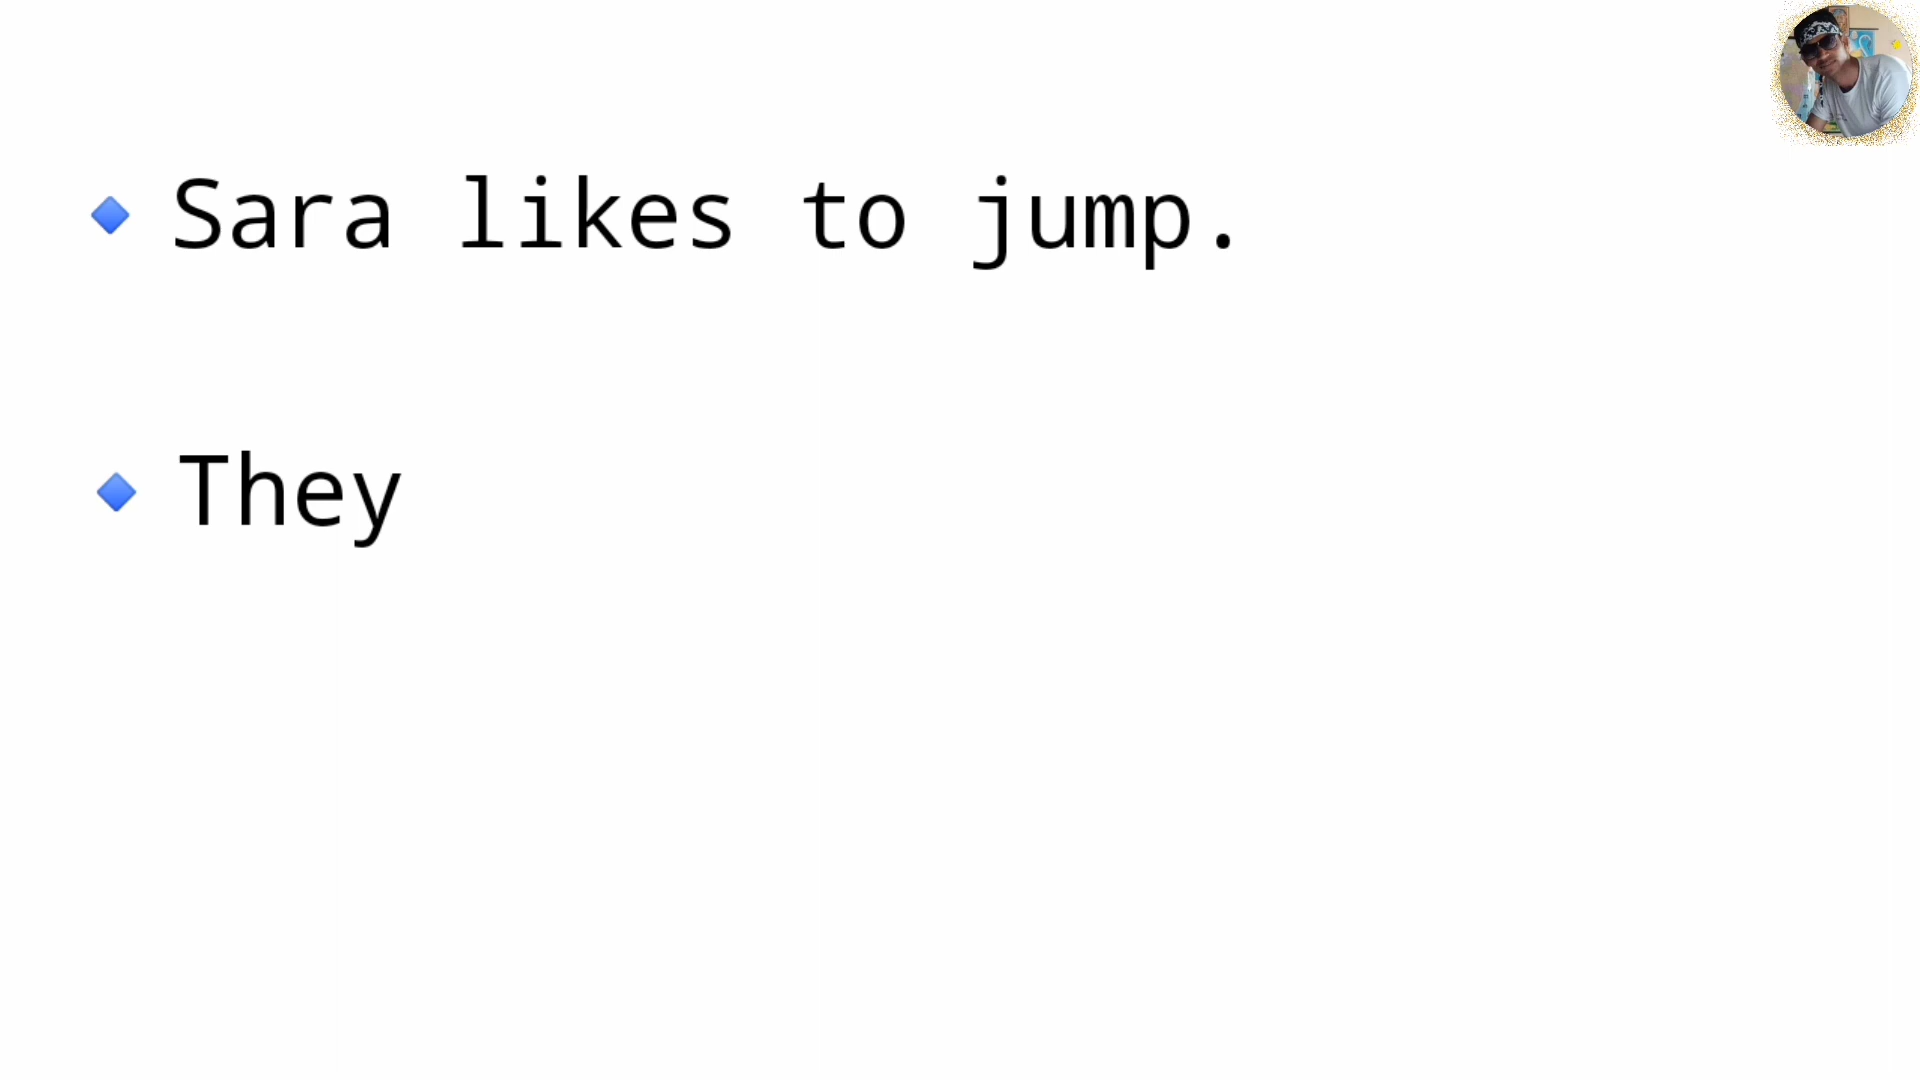 🔹 Sara likes to jump.
🔹 They